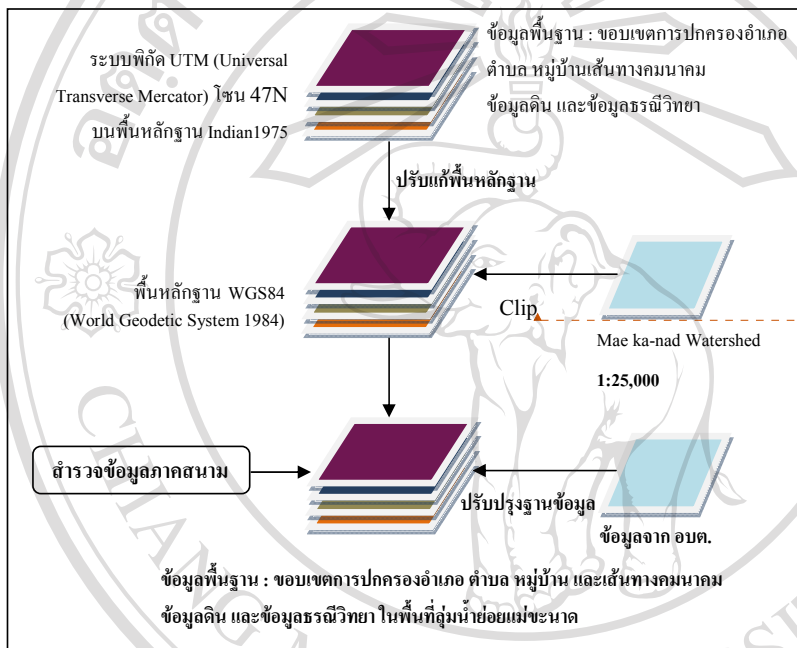 ระบบพิกัด UTM (Universal
Transverse Mercator) โซน 47N
บนพื้นหลักฐาน Indian1975
ข้อมูลพื้นฐาน : ขอบเขตการปกครองอำเภอ
ตำบล หมู่บ้านเส้นทางคมนาคม
ข้อมูลดิน และข้อมูลธรณีวิทยา
ปรับแก้พื้นหลักฐาน
พื้นหลักฐาน WGS84
(World Geodetic System 1984)
Clip
Mae ka-nad Watershed
1:25,000
สำรวจข้อมูลภาคสนาม
ปรับปรุงฐานข้อมูล
ข้อมูลจาก อบต.
ข้อมูลพื้นฐาน : ขอบเขตการปกครองอำเภอ ตำบล หมู่บ้าน และเส้นทางคมนาคม
ข้อมูลดิน และข้อมูลธรณีวิทยา ในพื้นที่ลุ่มน้ำย่อยแม่ขะนาด
CHIANG